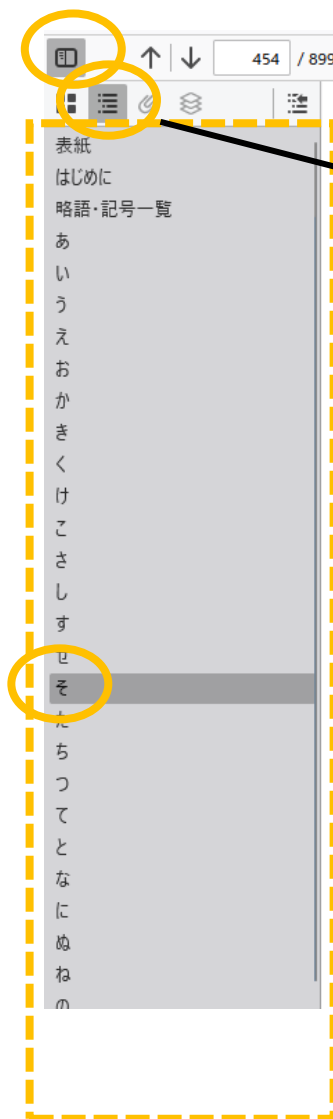 454 / 899
表紙
はじめに
略語・記号一覧
あ
い
う
え
お
か
き
く
け
こ
さ
し
す
せ
そ
た
ち
つ
て
と
な
に
ぬ
ね
の